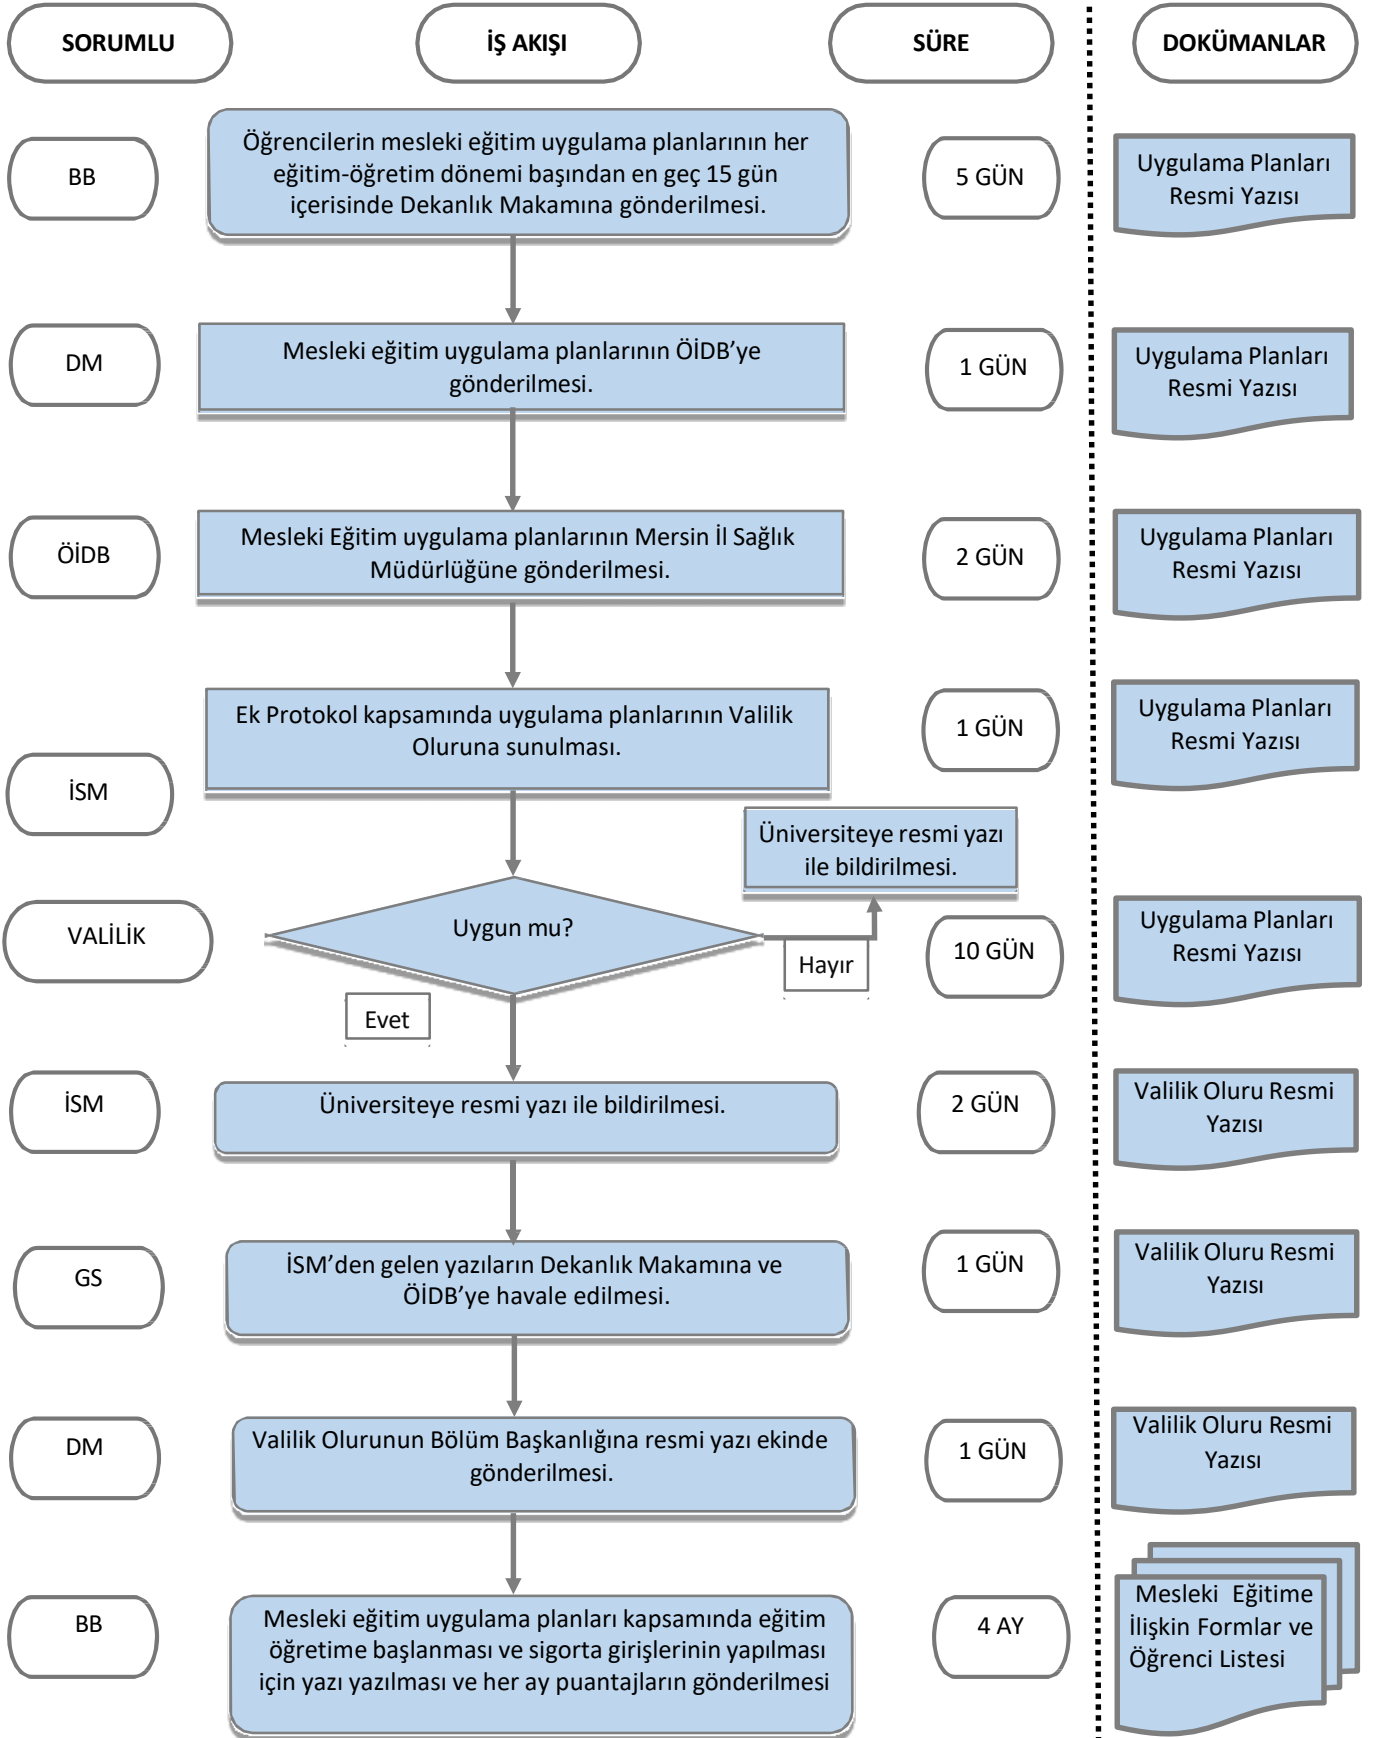 SORUMLU
İŞ AKIŞI
SÜRE
DOKÜMANLAR
BB
Öğrencilerin mesleki eğitim uygulama planlarının her
eğitim-öğretim dönemi başından en geç 15 gün
içerisinde Dekanlık Makamına gönderilmesi.
5 GÜN
Uygulama Planları
Resmi Yazısı
DM
Mesleki eğitim uygulama planlarının ÖİDB’ye
gönderilmesi.
1 GÜN
Uygulama Planları
Resmi Yazısı
ÖİDB
Mesleki Eğitim uygulama planlarının Mersin İl Sağlık
Müdürlüğüne gönderilmesi.
2 GÜN
Uygulama Planları
Resmi Yazısı
İSM
Ek Protokol kapsamında uygulama planlarının Valilik
Oluruna sunulması.
1 GÜN
Uygulama Planları
Resmi Yazısı
Üniversiteye resmi yazı
ile bildirilmesi.
VALİLİK
Uygun mu?
Hayır
Evet
10 GÜN
Uygulama Planları
Resmi Yazısı
İSM
Üniversiteye resmi yazı ile bildirilmesi.
2 GÜN
Valilik Oluru Resmi
Yazısı
GS
İSM’den gelen yazıların Dekanlık Makamına ve
ÖİDB’ye havale edilmesi.
1 GÜN
Valilik Oluru Resmi
Yazısı
DM
Valilik Olurunun Bölüm Başkanlığına resmi yazı ekinde
gönderilmesi.
1 GÜN
Valilik Oluru Resmi
Yazısı
BB
Mesleki eğitim uygulama planları kapsamında eğitim
öğretime başlanması ve sigorta girişlerinin yapılması
için yazı yazılması ve her ay puantajların gönderilmesi
4 AY
Mesleki Eğitime
İlişkin Formlar ve
Öğrenci Listesi